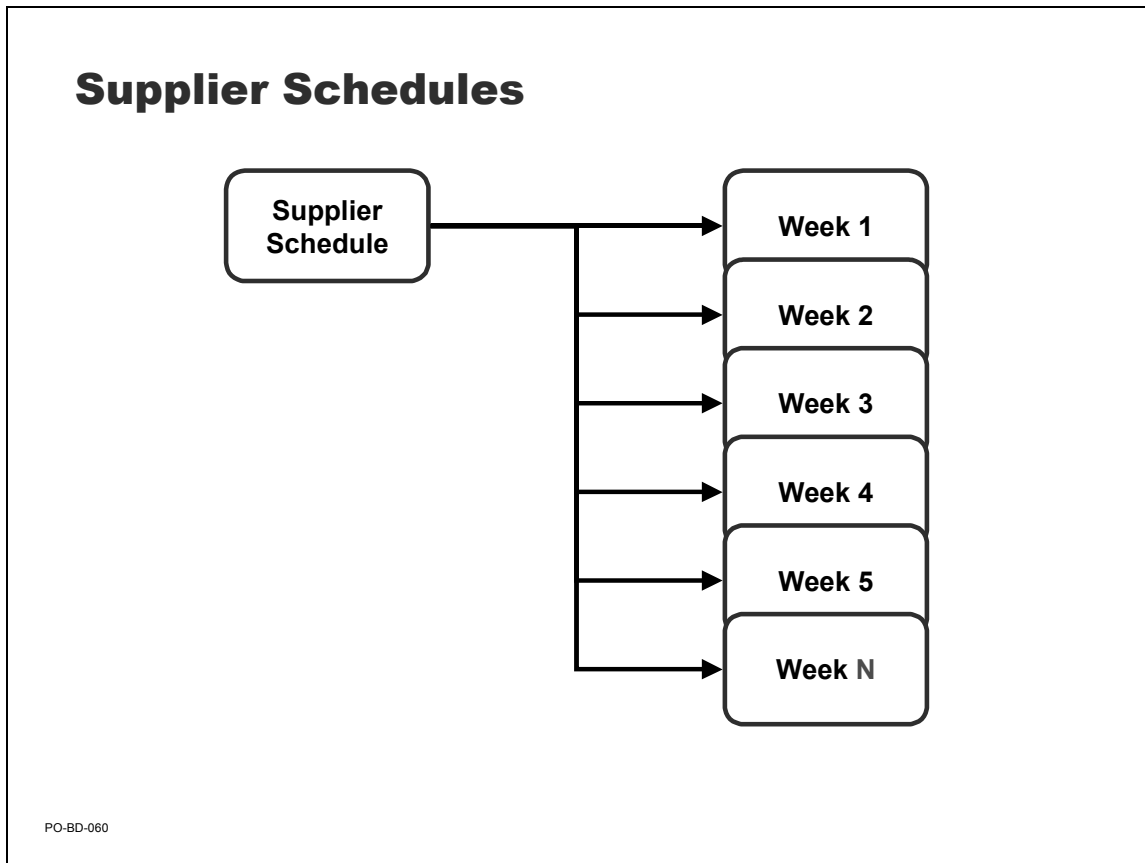 Supplier Schedules
Supplier
Schedule
Week 1
Week 2
Week 3
Week 4
Week 5
Week N
PO-BD-060